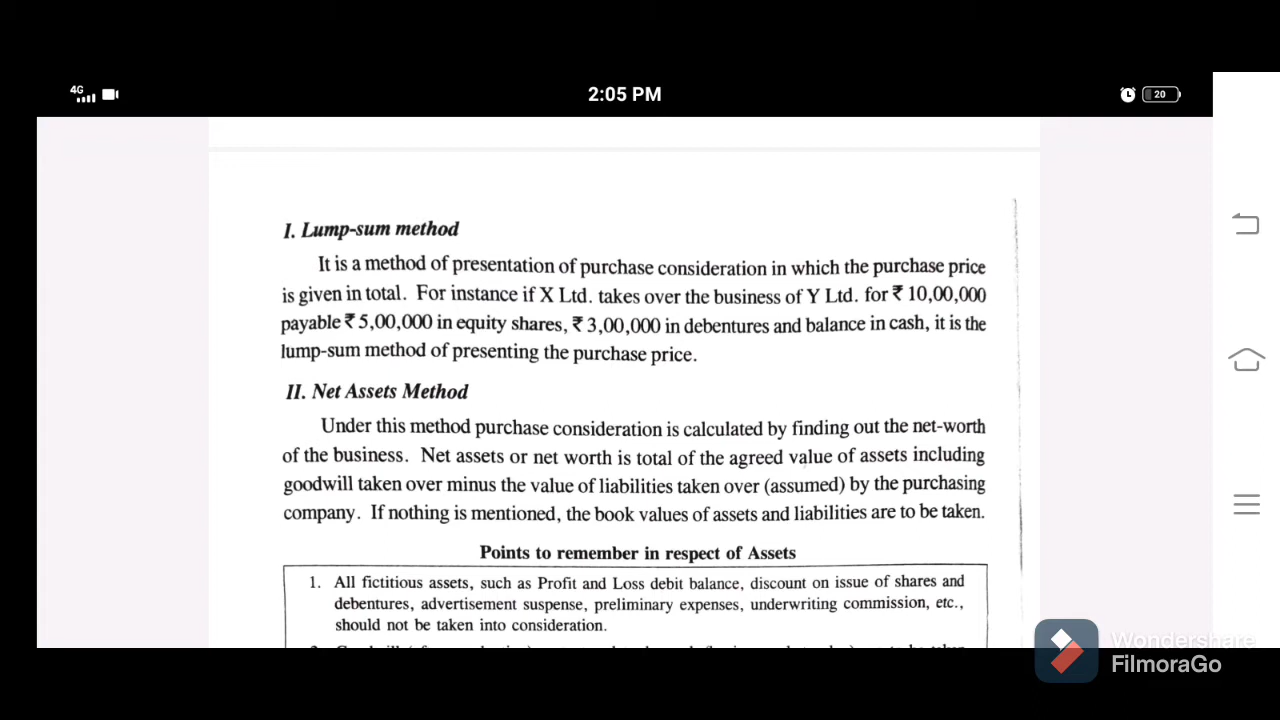 4G
2:05 PM
20
I. Lump-sum method
It is a method of presentation of purchase consideration in which the purchase price
is given in total. For instance if X Ltd. takes over the business of Y Ltd. for ₹ 10,00,000
payable ₹ 5,00,000 in equity shares, ₹ 3,00,000 in debentures and balance in cash, it is the
lump-sum method of presenting the purchase price.
II. Net Assets Method
Under this method purchase consideration is calculated by finding out the net-worth
of the business. Net assets or net worth is total of the agreed value of assets including
goodwill taken over minus the value of liabilities taken over (assumed) by the purchasing
company. If nothing is mentioned, the book values of assets and liabilities are to be taken.
Points to remember in respect of Assets
1. All fictitious assets, such as Profit and Loss debit balance, discount on issue of shares and
debentures, advertisement suspense, preliminary expenses, underwriting commission, etc.,
should not be taken into consideration.
Wondershare
FilmoraGo